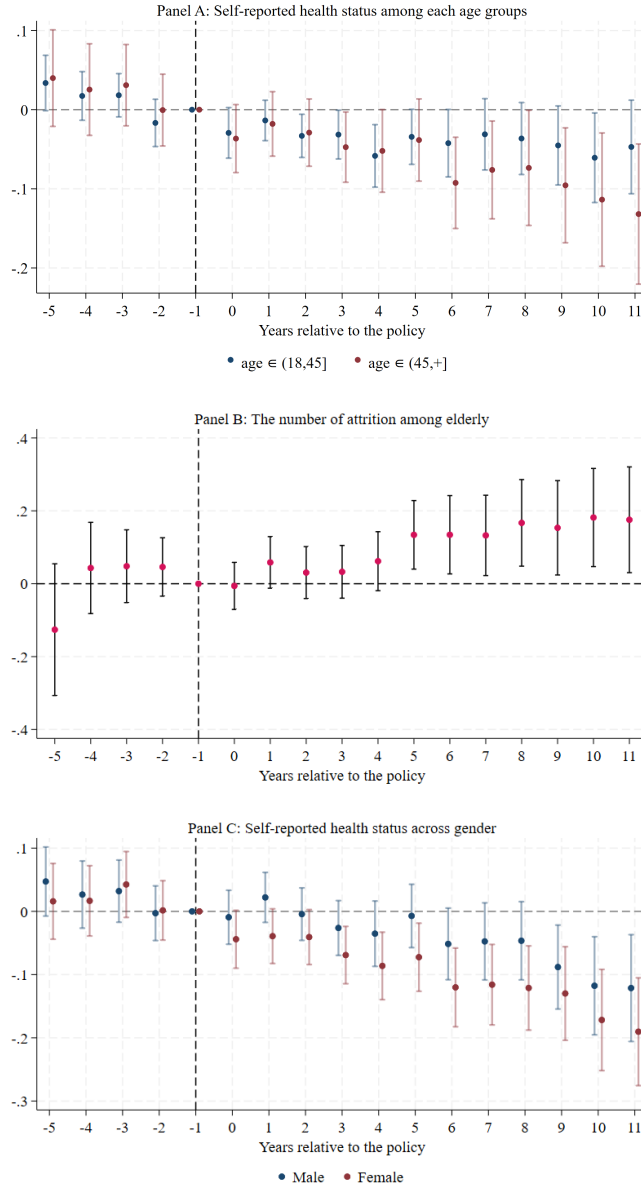 Panel A: Self-reported health status among each age groups
.1
0
-.1
-.2
-5 -4 -3 -2 -1 0 1 2 3 4 5 6 7 8 9 10 11
Years relative to the policy
age ∈ (18,45] age ∈ (45,+]
Panel B: The number of attrition among elderly
.4
.2
0
-.2
-.4
-5 -4 -3 -2 -1 0 1 2 3 4 5 6 7 8 9 10 11
Years relative to the policy
Panel C: Self-reported health status across gender
.1
0
-.1
-.2
-.3
-5 -4 -3 -2 -1 0 1 2 3 4 5 6 7 8 9 10 11
Years relative to the policy
Male Female